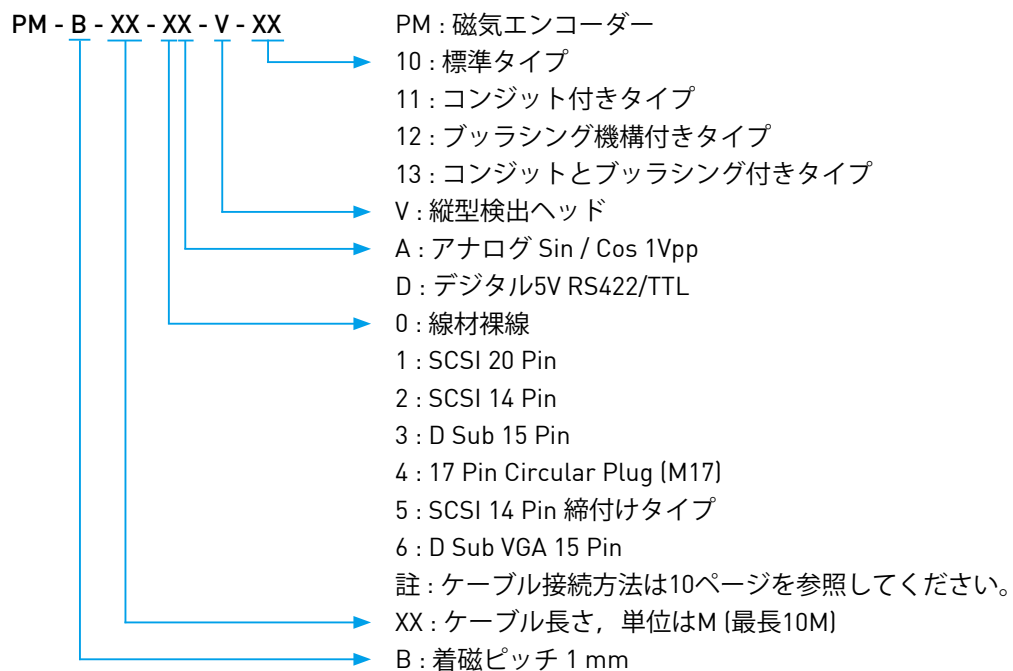 PM - B - XX - XX - V - XX PM : 磁気エンコーダー
10 : 標準タイプ
11 : コンジット付きタイプ
12 : ブッラシング機構付きタイプ
13 : コンジットとブッラシング付きタイプ
V : 縦型検出ヘッド
A : アナログ Sin / Cos 1Vpp
D : デジタル5V RS422/TTL
0 : 線材裸線
1 : SCSI 20 Pin
2 : SCSI 14 Pin
3 : D Sub 15 Pin
4 : 17 Pin Circular Plug (M17)
5 : SCSI 14 Pin 締付けタイプ
6 : D Sub VGA 15 Pin
註 : ケーブル接続方法は10ページを参照してください。
XX : ケーブル長さ，単位はM (最長10M)
B : 着磁ピッチ 1 mm